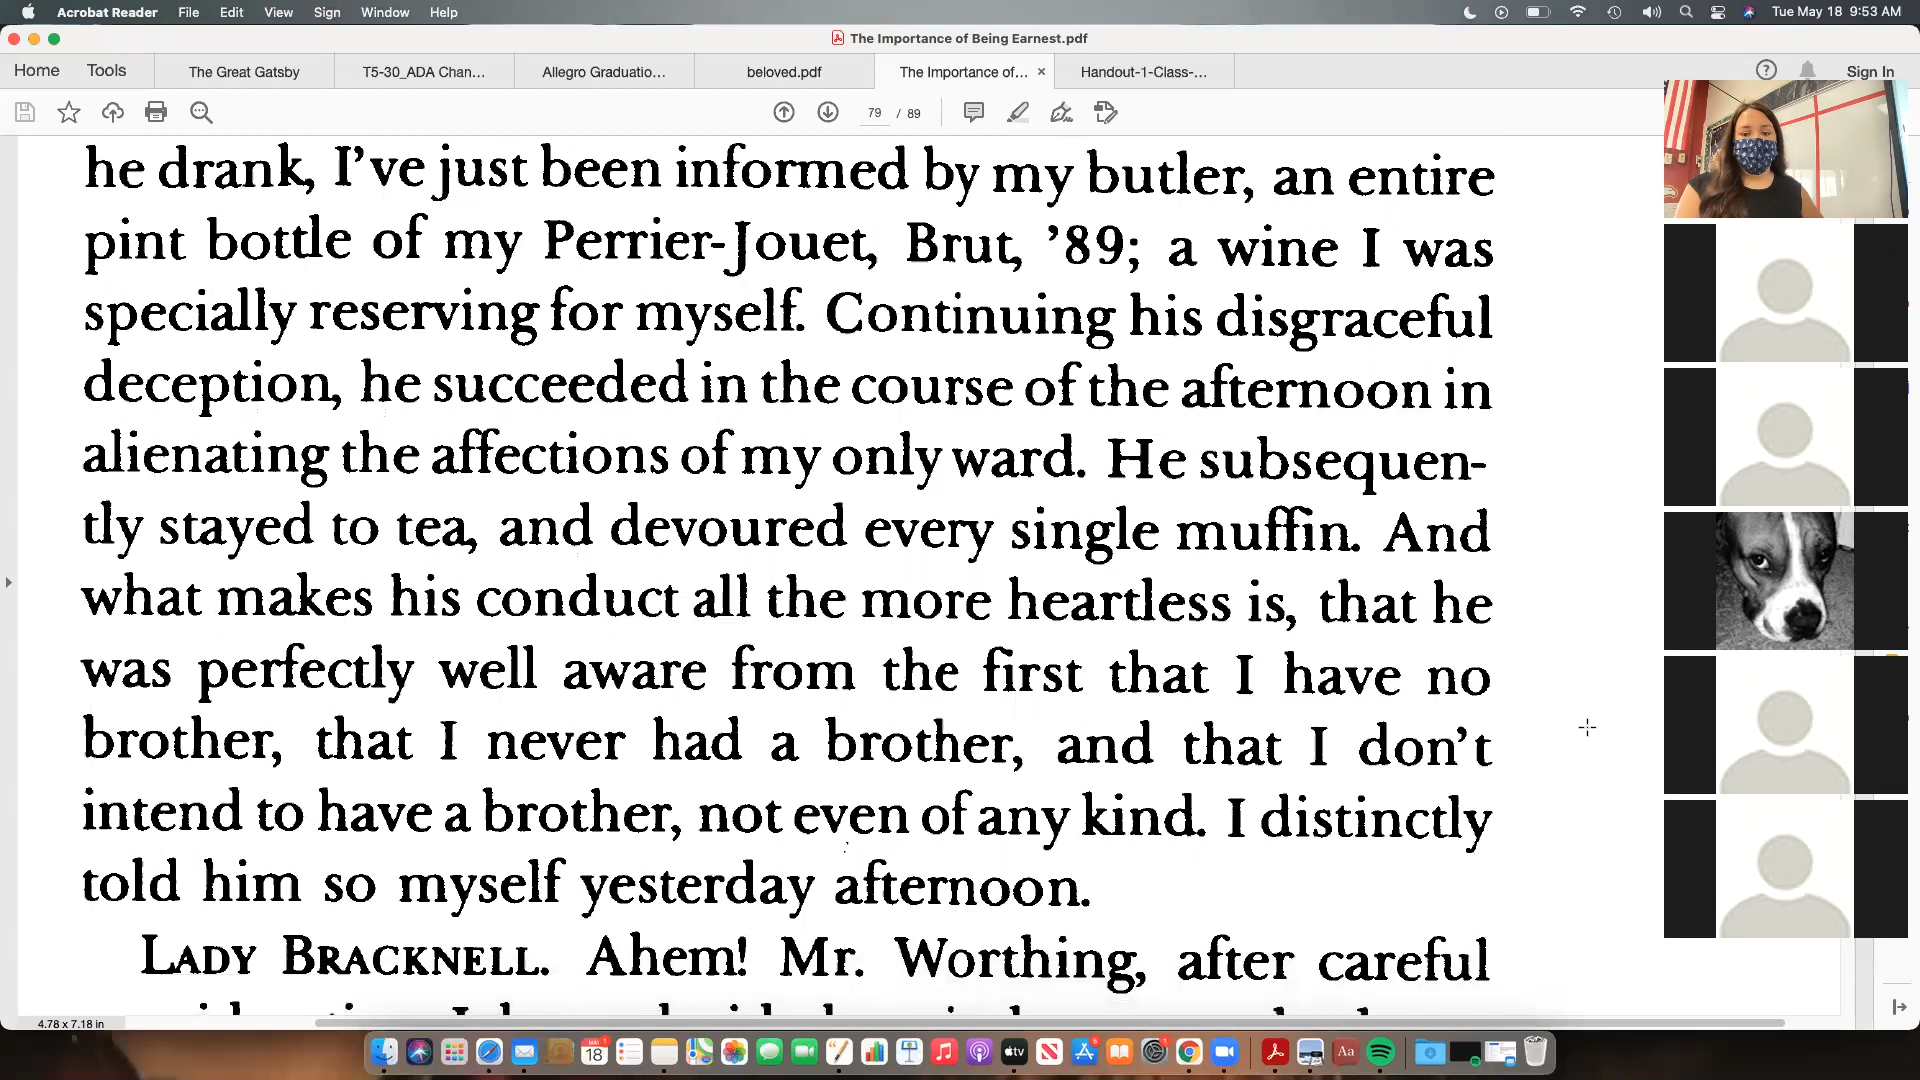 Acrobat Reader File Edit View Sign Window Help Tue May 18 9:53 AM
The Importance of Being Earnest.pdf
Home Tools The Great Gatsby T5-30_ADA Chan... Allegro Graduatio... beloved.pdf The Importance of... × Handout-1-Class-... Sign In
79 / 89
he drank, I've just been informed by my butler, an entire
pint bottle of my Perrier-Jouet, Brut, '89; a wine I was
specially reserving for myself. Continuing his disgraceful
deception, he succeeded in the course of the afternoon in
alienating the affections of my only ward. He subsequen-
tly stayed to tea, and devoured every single muffin. And
what makes his conduct all the more heartless is, that he
was perfectly well aware from the first that I have no
brother, that I never had a brother, and that I don't
intend to have a brother, not even of any kind. I distinctly
told him so myself yesterday afternoon.
LADY BRACKNELL. Ahem! Mr. Worthing, after careful
4.78 x 7.18 in
18
tv
Aa